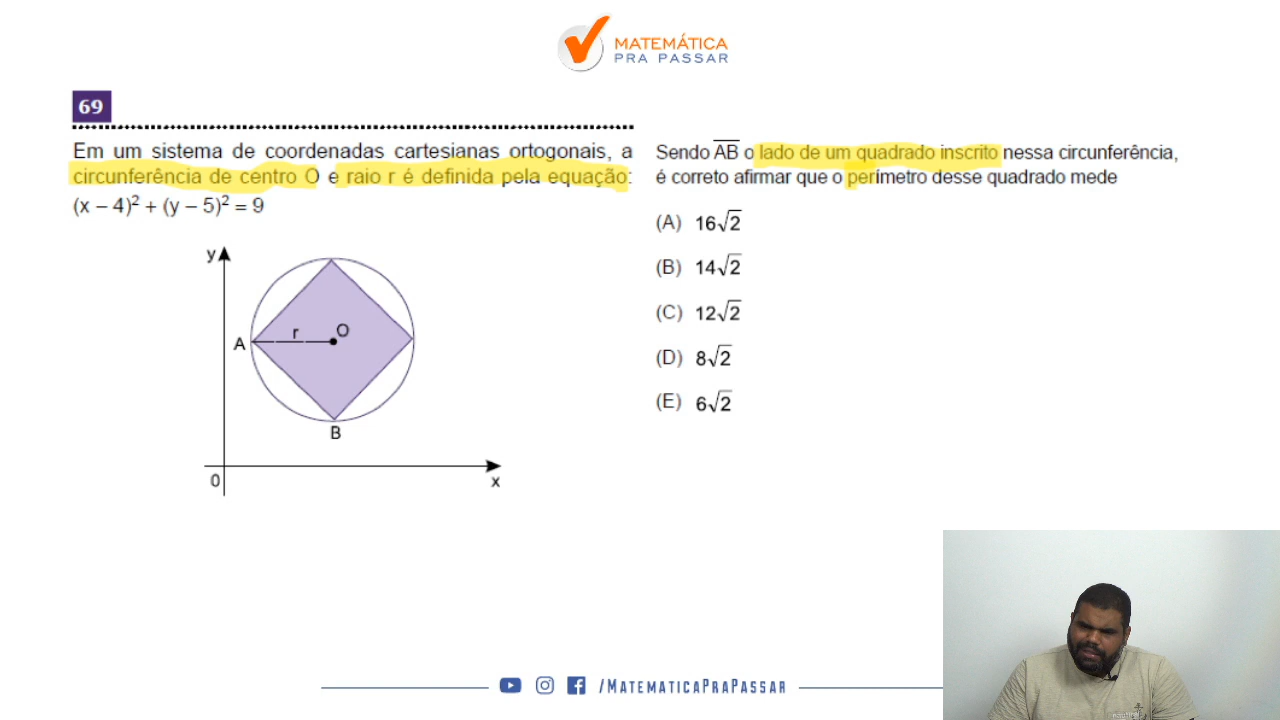 MATEMÁTICA
PRA PASSAR
69
Em um sistema de coordenadas cartesianas ortogonais, a
circunferência de centro O e raio r é definida pela equação:
(x – 4)² + (y – 5)² = 9
y
r
O
A
B
0
x
Sendo A̅B̅ o lado de um quadrado inscrito nessa circunferência,
é correto afirmar que o perímetro desse quadrado mede
(A) 16√2
(B) 14√2
(C) 12√2
(D) 8√2
(E) 6√2
/MATEMATICAPRAPASSAR